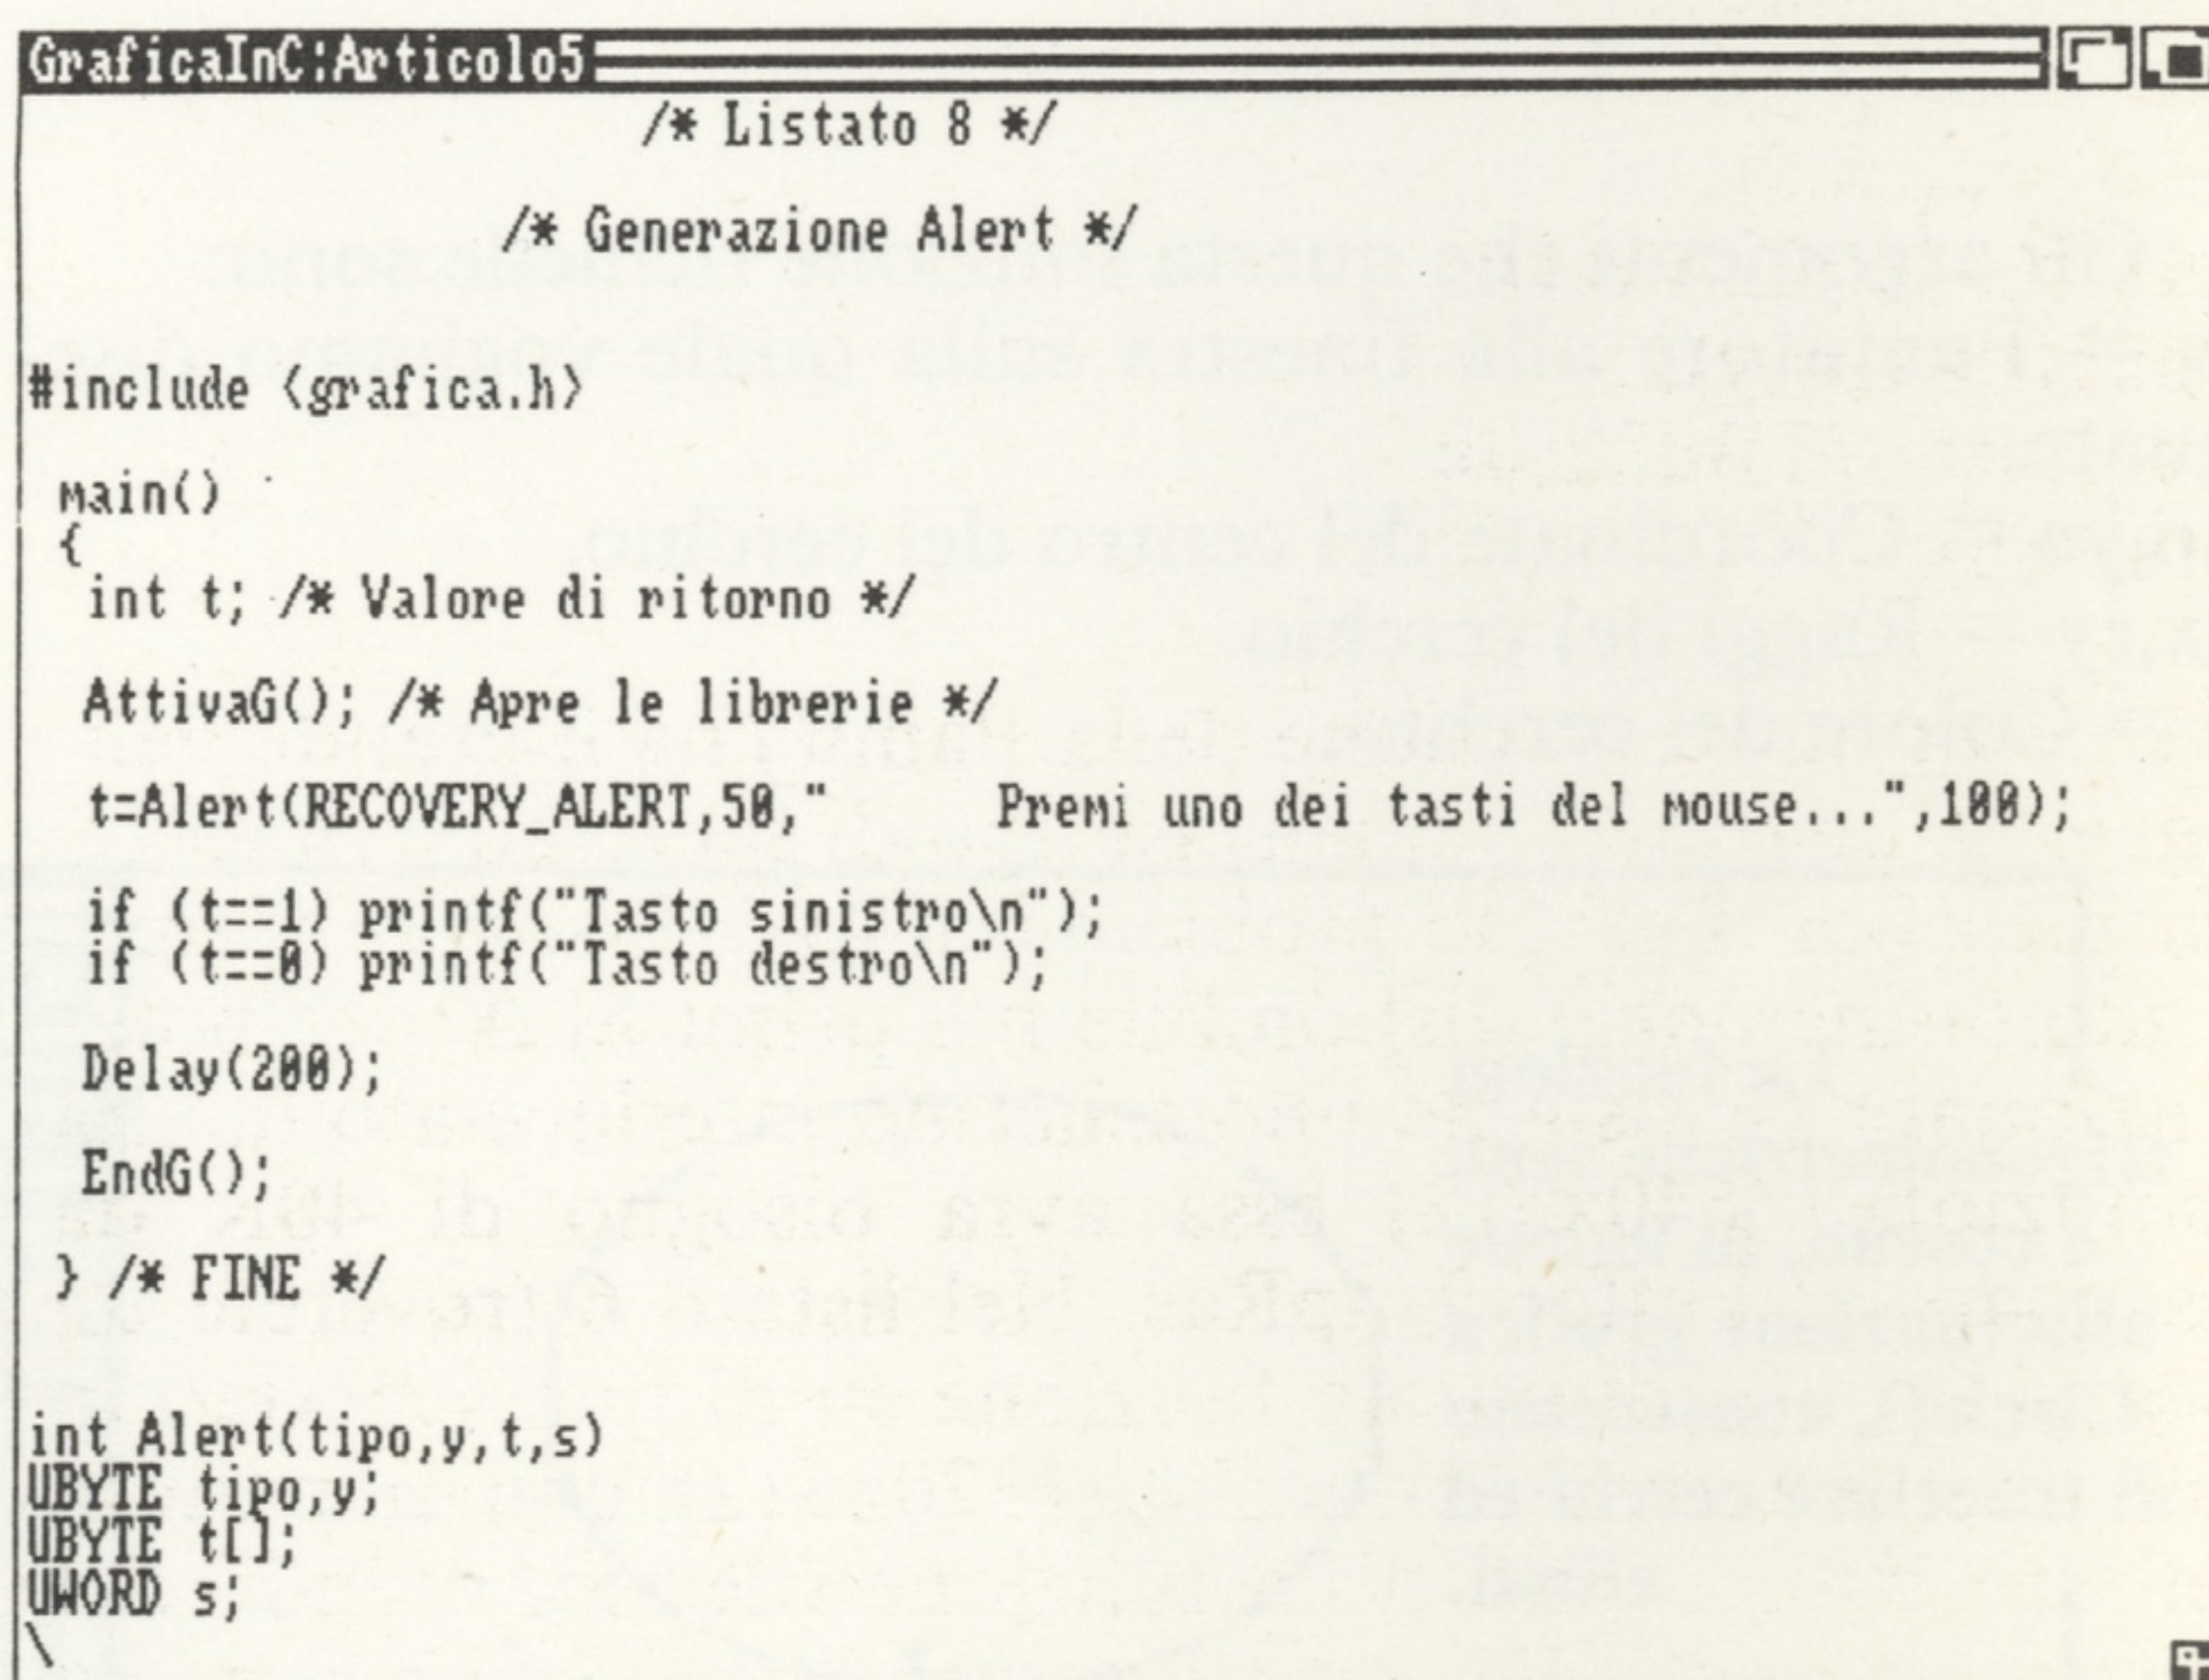 GraficaInC:Articolo5
/* Listato 8 */
/* Generazione Alert */
#include <grafica.h>
main()
{
int t; /* Valore di ritorno */
AttivaG(); /* Apre le librerie */
t=Alert(RECOVERY_ALERT,50,"      Premi uno dei tasti del mouse...",100);
if (t==1) printf("Tasto sinistro\n");
if (t==0) printf("Tasto destro\n");
Delay(200);
EndG();
} /* FINE */
int Alert(tipo,y,t,s)
UBYTE tipo,y;
UBYTE t[];
UWORD s;
\